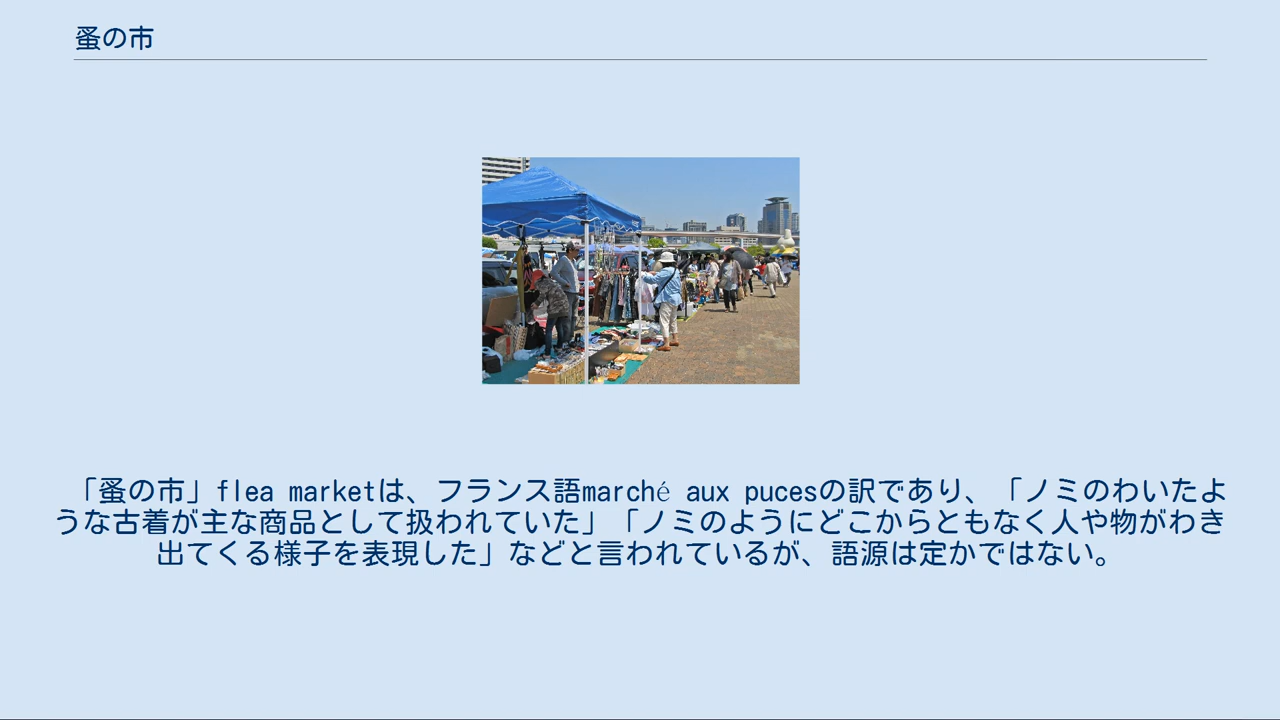 蚤の市
「蚤の市」flea marketは、フランス語marché aux pucesの訳であり、「ノミのわいたよ
うな古着が主な商品として扱われていた」「ノミのようにどこからともなく人や物がわき
出てくる様子を表現した」などと言われているが、語源は定かではない。